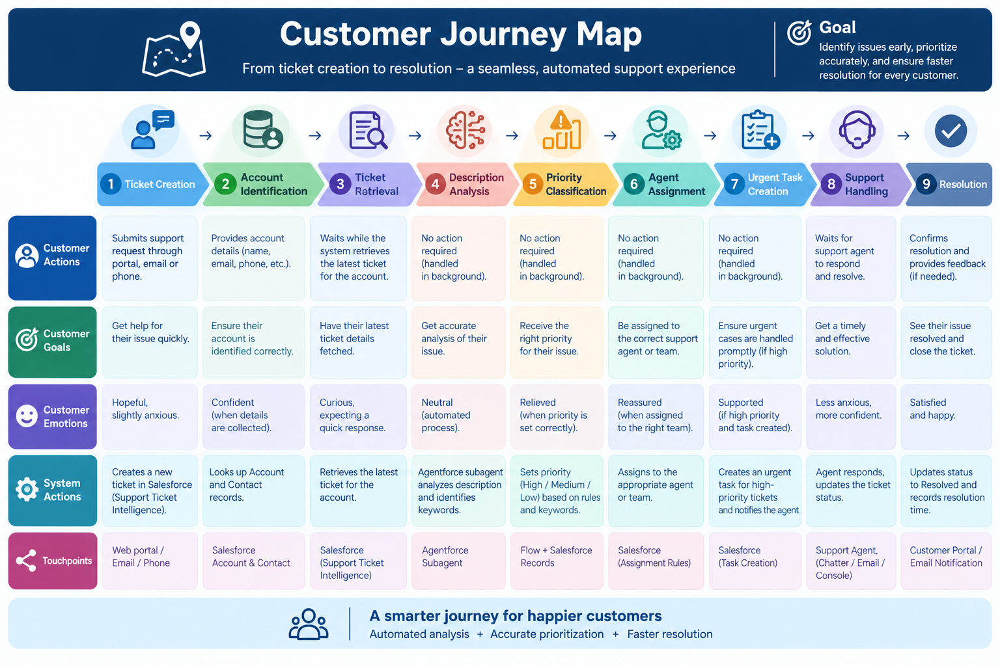 Customer Journey Map
From ticket creation to resolution – a seamless, automated support experience
Goal
Identify issues early, prioritize
accurately, and ensure faster
resolution for every customer.
1 Ticket Creation
2 Account
Identification
3 Ticket
Retrieval
4 Description
Analysis
5 Priority
Classification
6 Agent
Assignment
7 Urgent Task
Creation
8 Support
Handling
9 Resolution
Customer
Actions
Submits support
request through
portal, email or
phone.
Provides account
details (name,
email, phone, etc.).
Waits while the
system retrieves
the latest ticket
for the account.
No action
required
(handled
in background).
No action
required
(handled
in background).
No action
required
(handled
in background).
No action
required
(handled
in background).
Waits for
support agent
to respond
and resolve.
Confirms
resolution and
provides feedback
(if needed).
Customer
Goals
Get help for
their issue quickly.
Ensure their
account is
identified correctly.
Have their latest
ticket details
fetched.
Get accurate
analysis of their
issue.
Receive the
right priority
for their issue.
Be assigned to
the correct support
agent or team.
Ensure urgent
cases are handled
promptly (if high
priority).
Get a timely
and effective
solution.
See their issue
resolved and
close the ticket.
Customer
Emotions
Hopeful,
slightly anxious.
Confident
(when details
are collected).
Curious,
expecting a
quick response.
Neutral
(automated
process).
Relieved
(when priority is
set correctly).
Reassured
(when assigned
to the right team).
Supported
(if high priority
and task created).
Less anxious,
more confident.
Satisfied
and happy.
System
Actions
Creates a new
ticket in Salesforce
(Support Ticket
Intelligence).
Looks up Account
and Contact
records.
Retrieves the latest
ticket for the
account.
Agentforce subagent
analyzes description
and identifies
keywords.
Sets priority
(High / Medium /
Low) based on rules
and keywords.
Assigns to the
appropriate agent
or team.
Creates an urgent
task for high-
priority tickets
and notifies the agent
Agent responds,
updates the ticket
status.
Updates status
to Resolved and
records resolution
time.
Touchpoints
Web portal /
Email / Phone
Salesforce
Account & Contact
Salesforce
(Support Ticket
Intelligence)
Agentforce
Subagent
Flow + Salesforce
Records
Salesforce
(Assignment Rules)
Salesforce
(Task Creation)
Support Agent,
(Chatter / Email /
Console)
Customer Portal /
Email Notification
A smarter journey for happier customers
Automated analysis + Accurate prioritization + Faster resolution